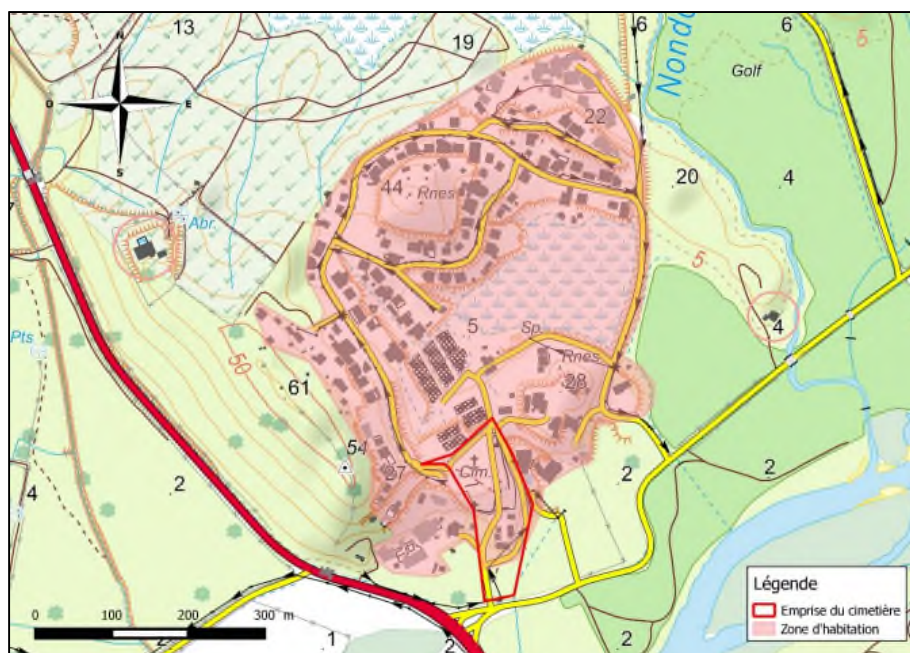 13
19
6
6
5
N
Nond
Golf
O
E
22
S
20
4
44
Rnes
Abr.
5
5
4
Pts
Sp.
Rnes
50
61
28
54
Cim.
2
37
2
2
4
2
Fab.
Légende
Emprise du cimetière
Zone d'habitation
0 100 200 300 m
1
2
2